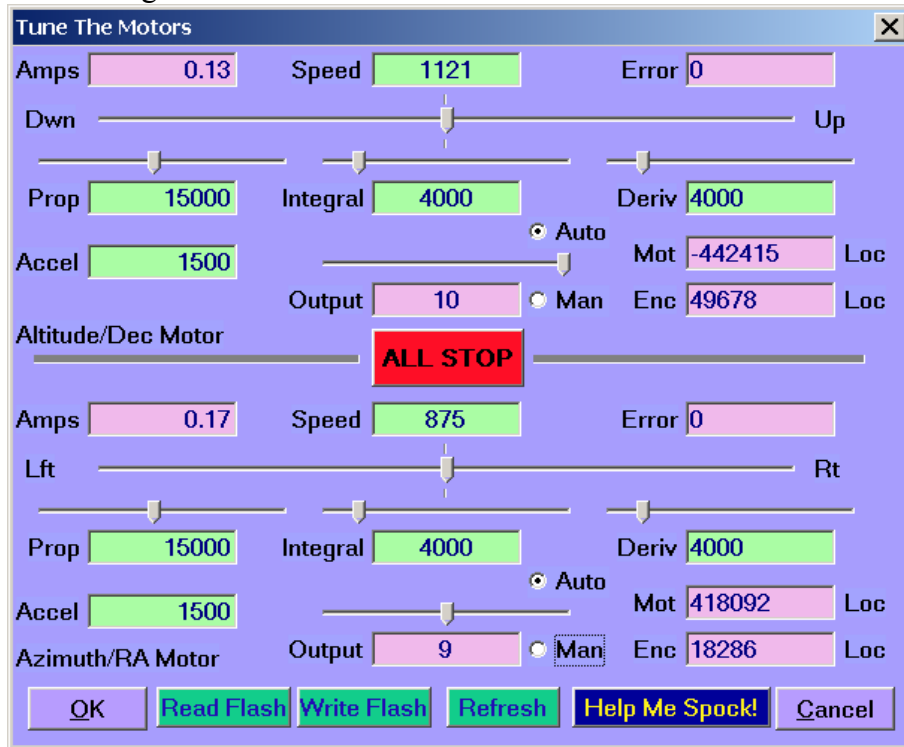 Tune The Motors
Amps 0.13 Speed 1121 Error 0
Dwn Up
Prop 15000 Integral 4000 Deriv 4000
Auto
Accel 1500 Mot -442415 Loc
Output 10 Man Enc 49678 Loc
Altitude/Dec Motor
ALL STOP
Amps 0.17 Speed 875 Error 0
Lft Rt
Prop 15000 Integral 4000 Deriv 4000
Auto
Accel 1500 Mot 418092 Loc
Azimuth/RA Motor Output 9 Man Enc 18286 Loc
OK Read Flash Write Flash Refresh Help Me Spock! Cancel